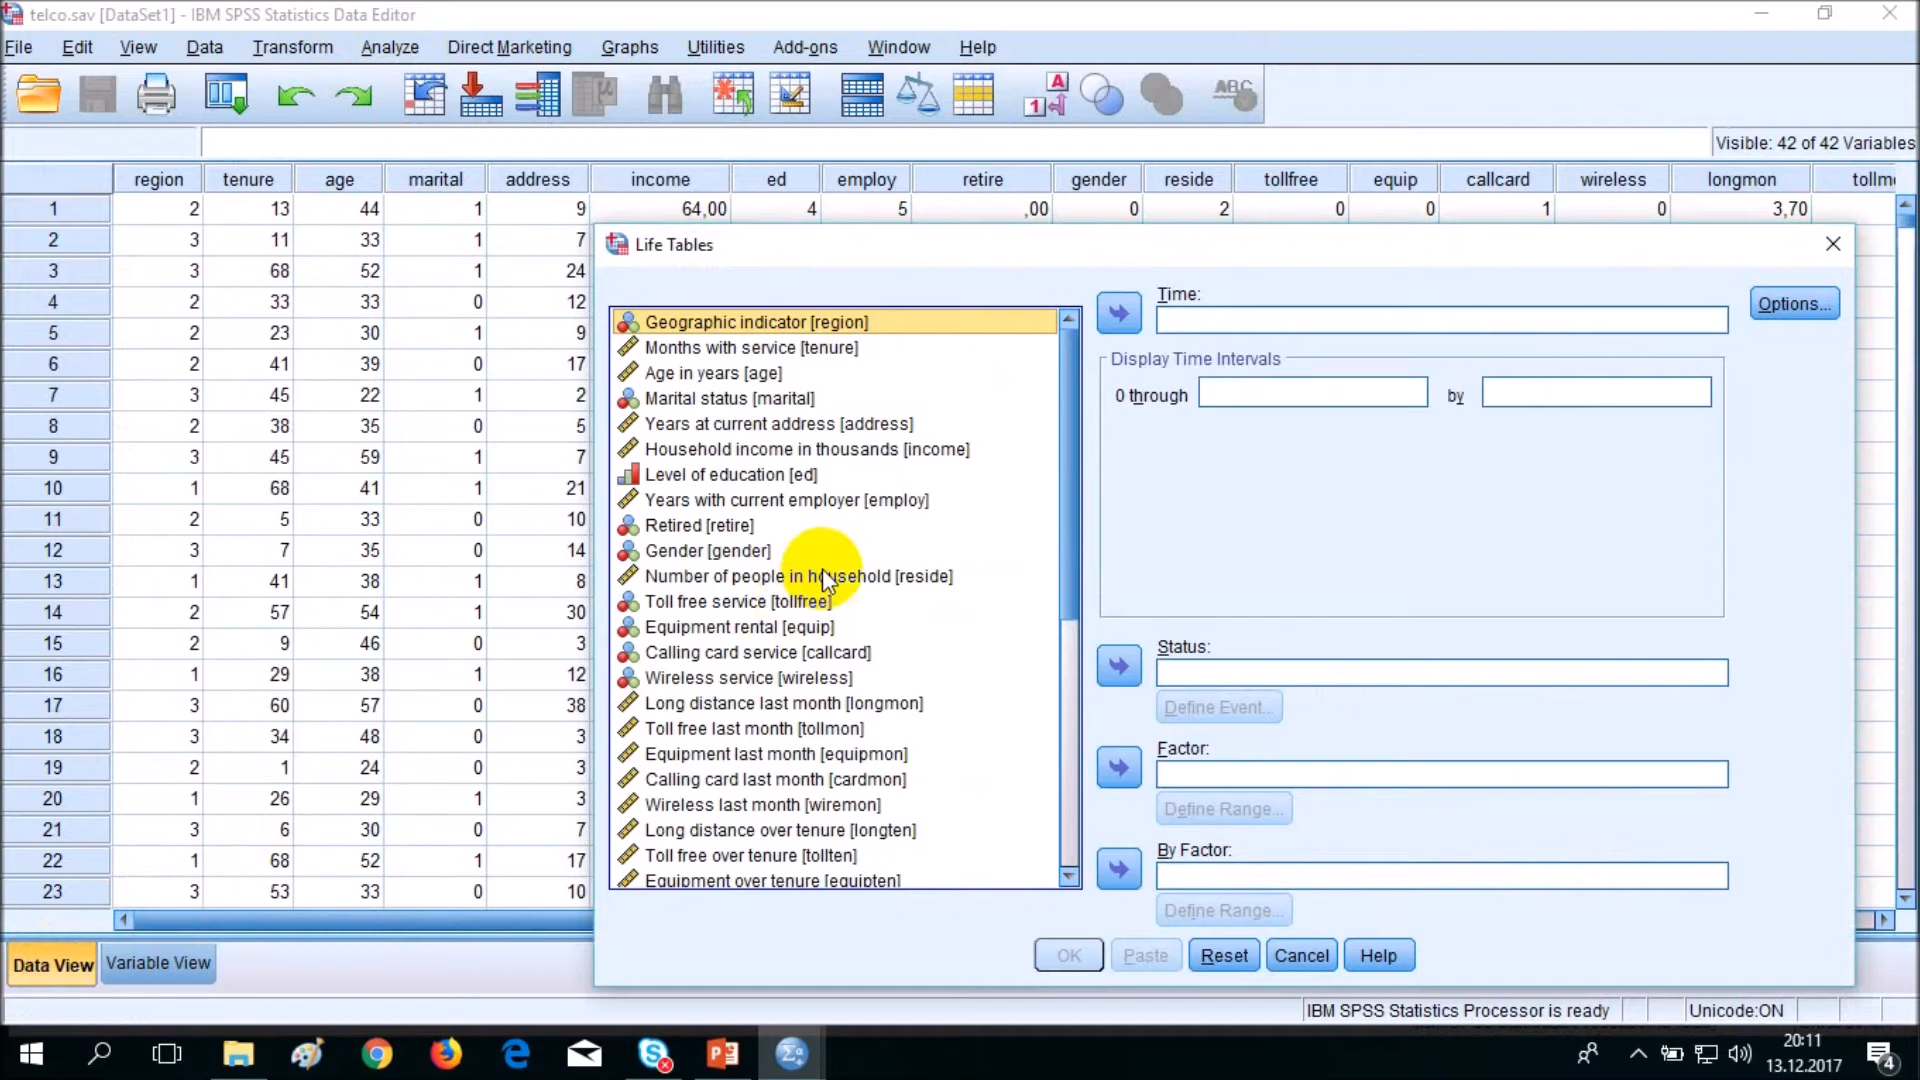 telco.sav [DataSet1] - IBM SPSS Statistics Data Editor
File Edit View Data Transform Analyze Direct Marketing Graphs Utilities Add-ons Window Help
Visible: 42 of 42 Variables
region tenure age marital address income ed employ retire gender reside tollfree equip callcard wireless longmon
1 2 13 44 1 9 64,00 4 5 ,00 0 2 0 0 1 0 3,70
2 3 11 33 1 7
3 3 68 52 1 24
4 2 33 33 0 12
5 2 23 30 1 9
6 2 41 39 0 17
7 3 45 22 1 2
8 2 38 35 0 5
9 3 45 59 1 7
10 1 68 41 1 21
11 2 5 33 0 10
12 3 7 35 0 14
13 1 41 38 1 8
14 2 57 54 1 30
15 2 9 46 0 3
16 1 29 38 1 12
17 3 60 57 0 38
18 3 34 48 0 3
19 2 1 24 0 3
20 1 26 29 1 3
21 3 6 30 0 7
22 1 68 52 1 17
23 3 53 33 0 10
Life Tables
Geographic indicator [region]
Months with service [tenure]
Age in years [age]
Marital status [marital]
Years at current address [address]
Household income in thousands [income]
Level of education [ed]
Years with current employer [employ]
Retired [retire]
Gender [gender]
Number of people in household [reside]
Toll free service [tollfree]
Equipment rental [equip]
Calling card service [callcard]
Wireless service [wireless]
Long distance last month [longmon]
Toll free last month [tollmon]
Equipment last month [equipmon]
Calling card last month [cardmon]
Wireless last month [wiremon]
Long distance over tenure [longten]
Toll free over tenure [tollten]
Equipment over tenure [equipten]
Time:
Options...
Display Time Intervals
0 through by
Status:
Define Event...
Factor:
Define Range...
By Factor:
Define Range...
OK Paste Reset Cancel Help
Data View Variable View
IBM SPSS Statistics Processor is ready Unicode:ON
20:11
13.12.2017
4